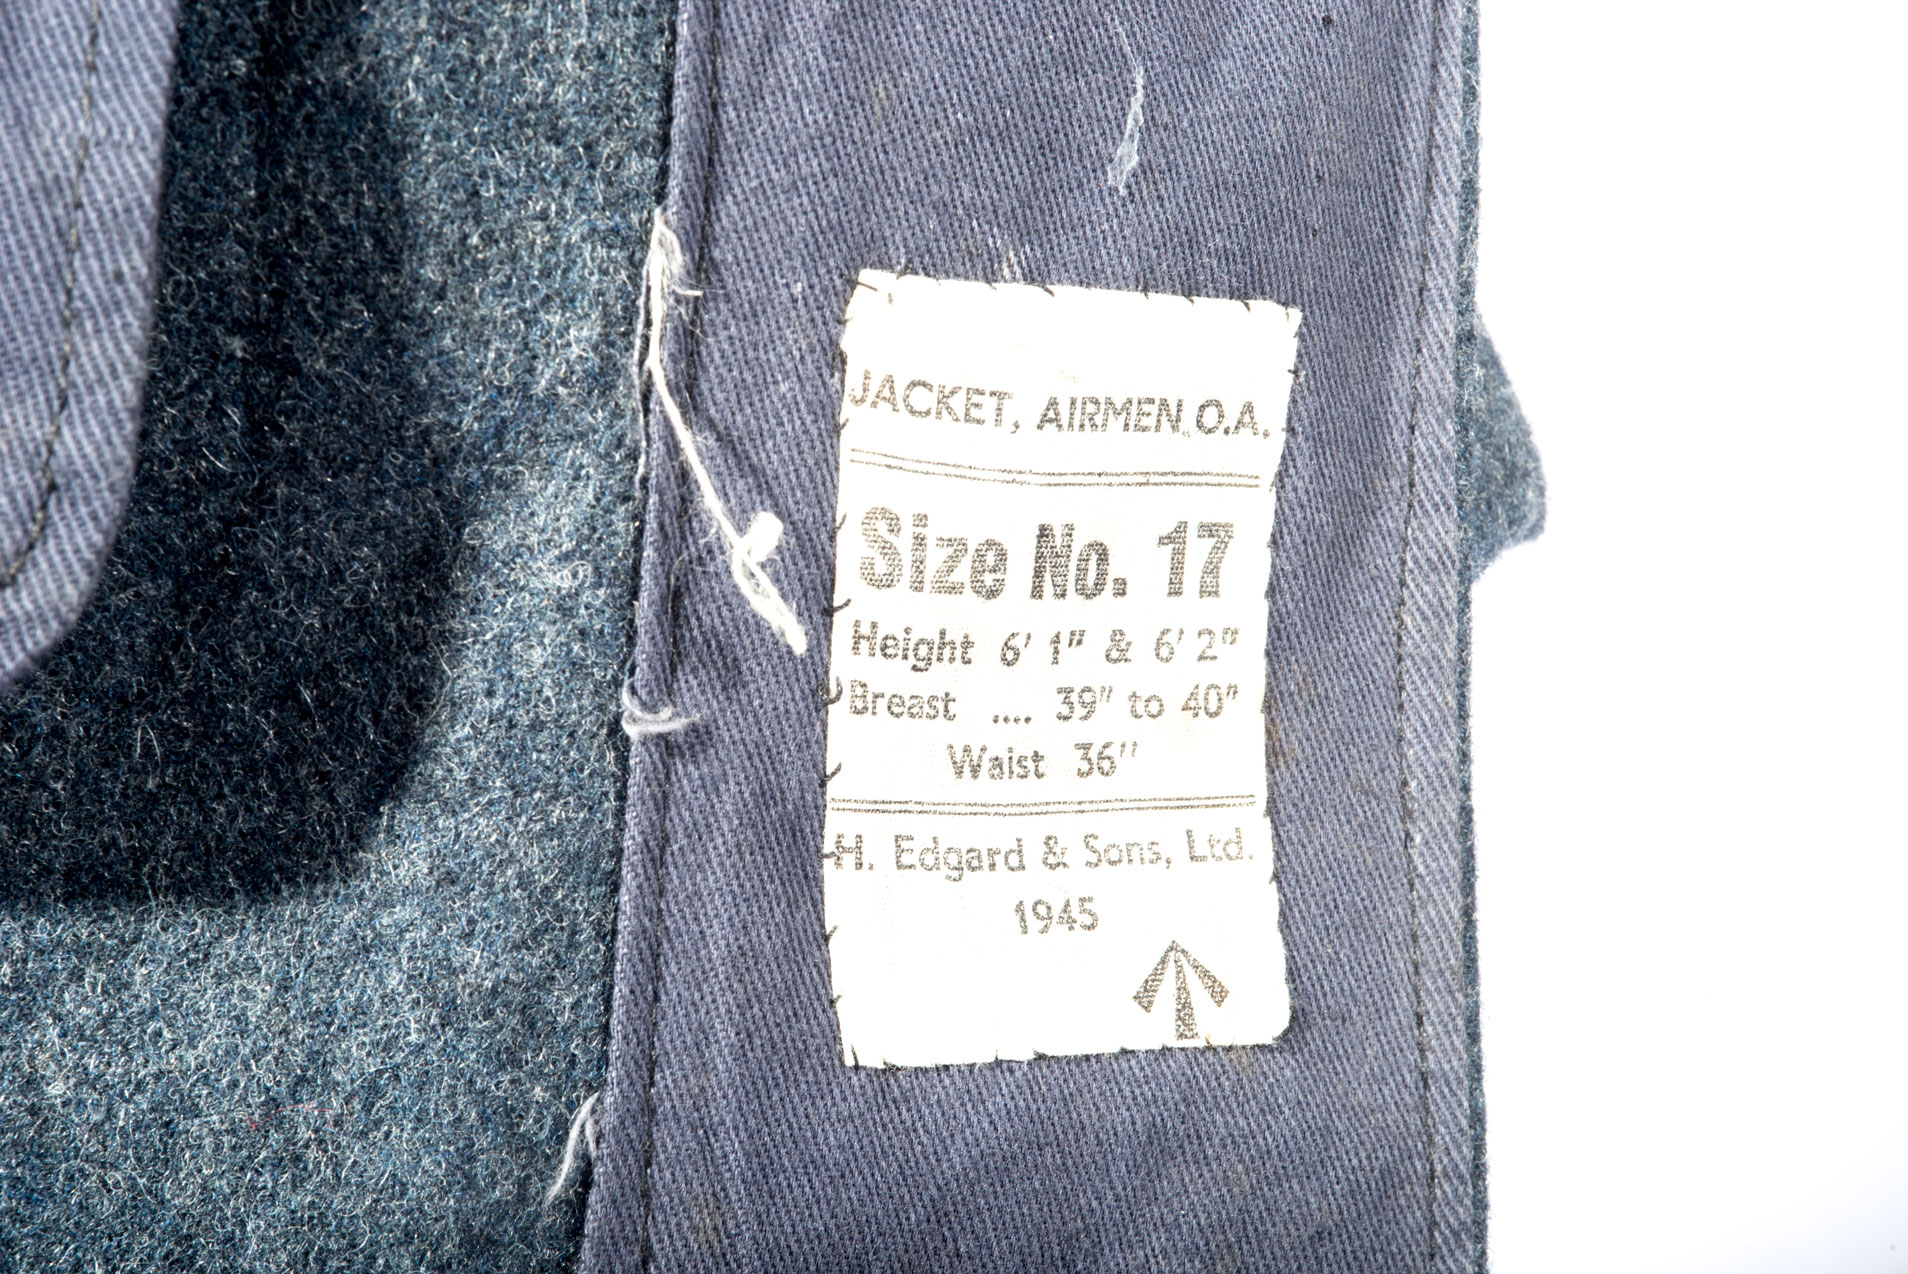 JACKET, AIRMEN O.A.
Size No. 17
Height 6' 1" & 6' 2"
Breast .... 39" to 40"
Waist 36"
H. Edgard & Sons, Ltd.
1945